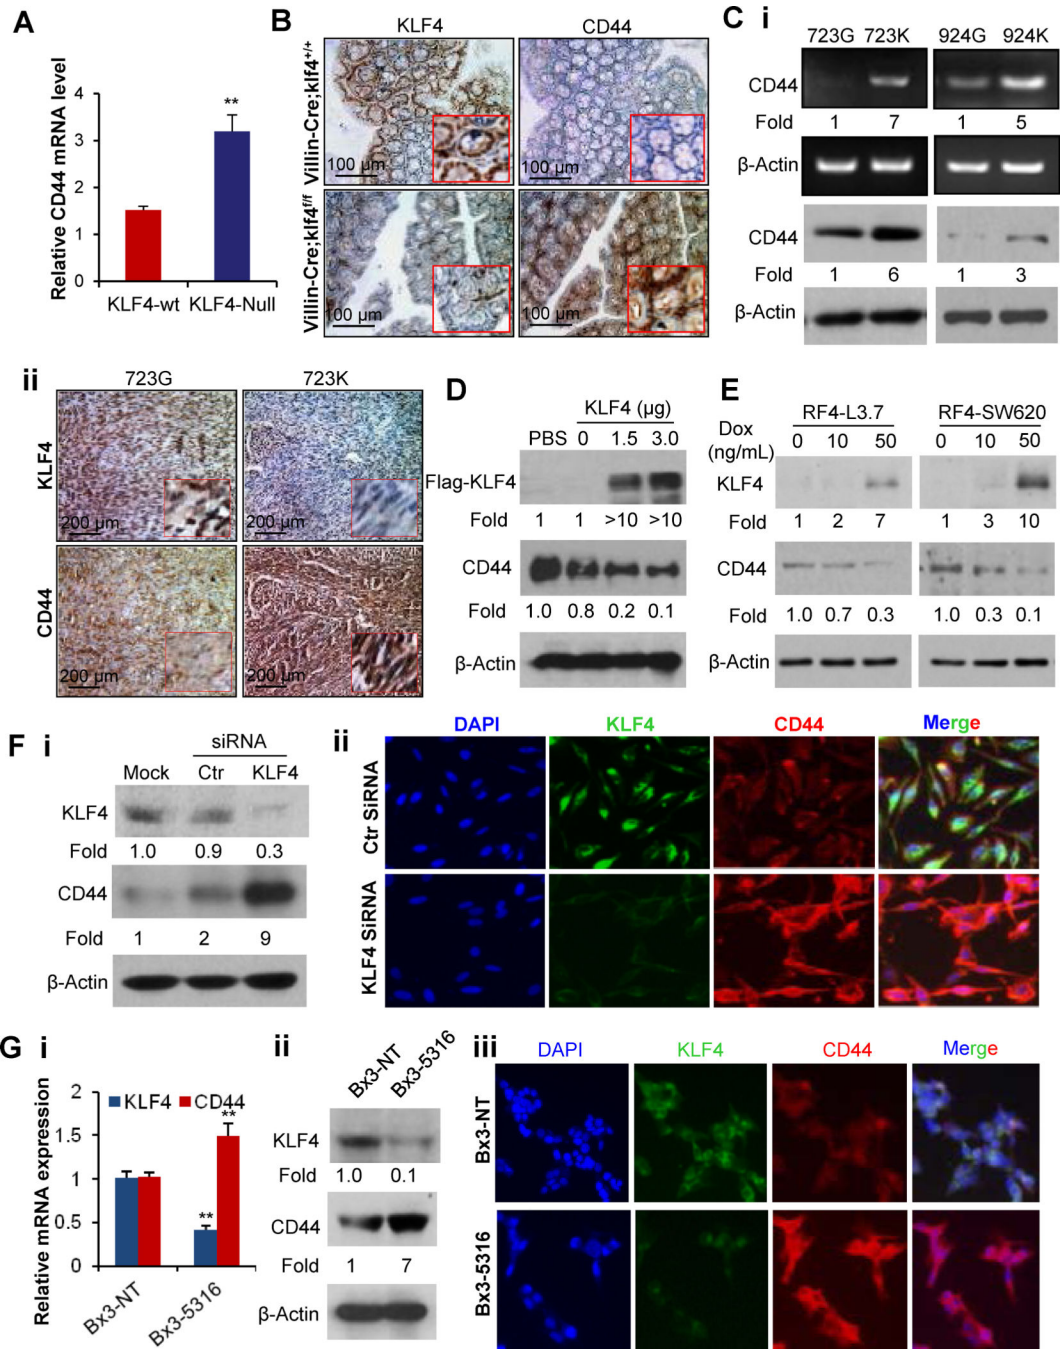 A
Relative CD44 mRNA level
4
3
2
1
0
**
KLF4-wt KLF4-Null
B
KLF4 CD44
Villin-Cre;klf4+/+
100 µm 100 µm
Villin-Cre;klf4f/f
100 µm 100 µm
C i
723G 723K 924G 924K
CD44
Fold 1 7 1 5
β-Actin
CD44
Fold 1 6 1 3
β-Actin
ii
723G 723K
KLF4
200 µm 200 µm
CD44
200 µm 200 µm
D
KLF4 (µg)
PBS 0 1.5 3.0
Flag-KLF4
Fold 1 1 >10 >10
CD44
Fold 1.0 0.8 0.2 0.1
β-Actin
E
RF4-L3.7 RF4-SW620
Dox
(ng/mL)
0 10 50 0 10 50
KLF4
Fold 1 2 7 1 3 10
CD44
Fold 1.0 0.7 0.3 1.0 0.3 0.1
β-Actin
F i
siRNA
Mock Ctr KLF4
KLF4
Fold 1.0 0.9 0.3
CD44
Fold 1 2 9
β-Actin
ii
DAPI KLF4 CD44 Merge
Ctr SiRNA
KLF4 SiRNA
G i
Relative mRNA expression
2
1.5
1
0.5
0
KLF4 CD44
**
**
Bx3-NT Bx3-5316
ii
Bx3-NT Bx3-5316
KLF4
Fold 1.0 0.1
CD44
Fold 1 7
β-Actin
iii
DAPI KLF4 CD44 Merge
Bx3-NT
Bx3-5316